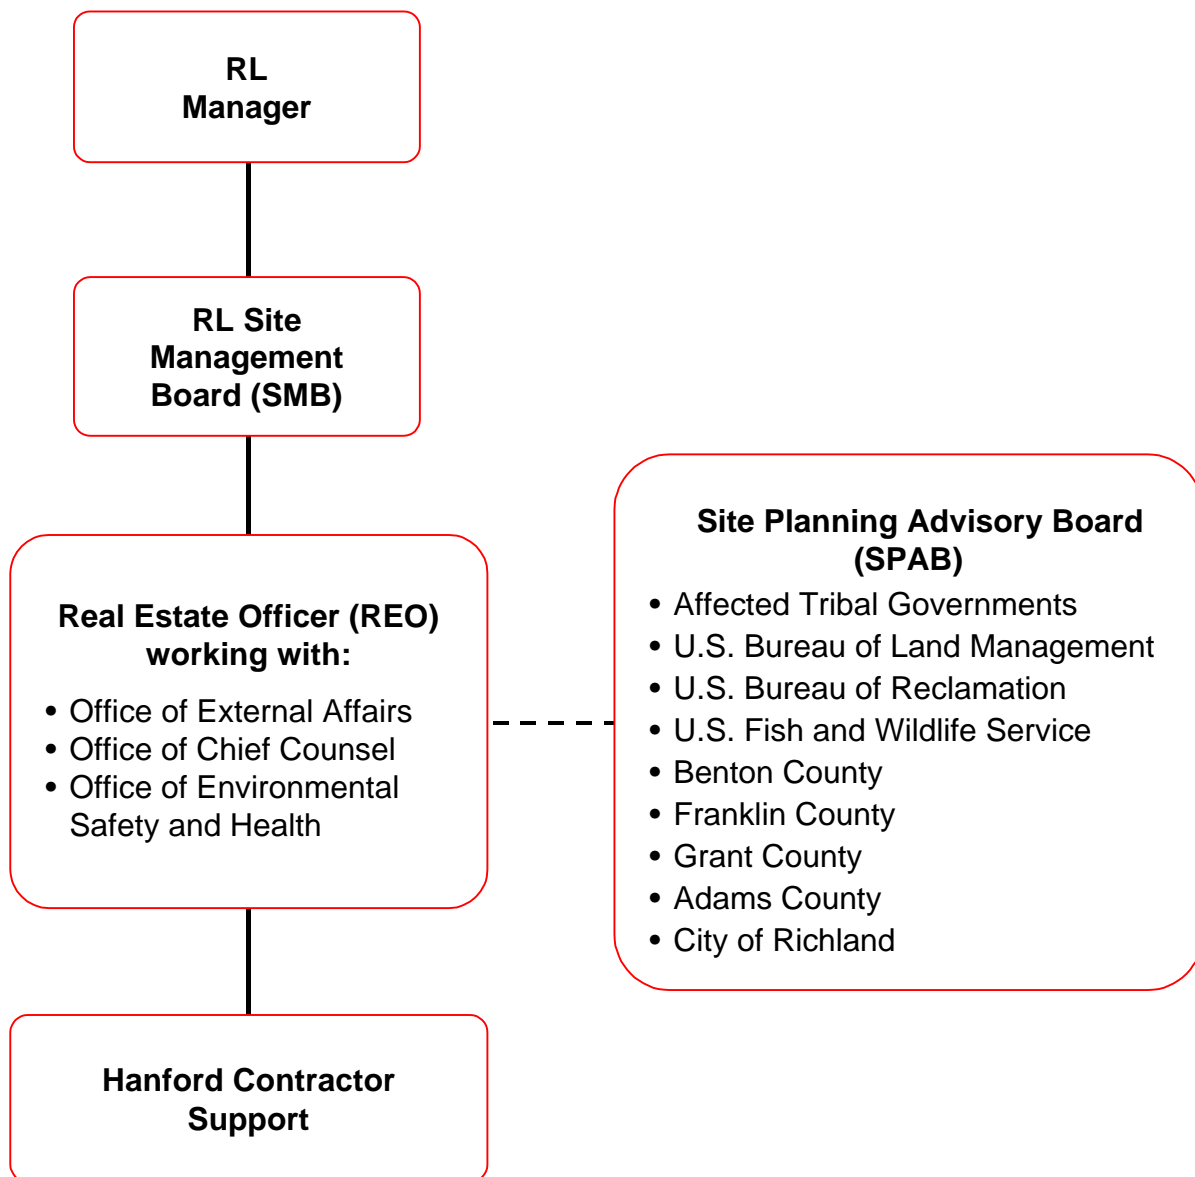 RL
Manager
RL Site
Management
Board (SMB)
Real Estate Officer (REO)
working with:
• Office of External Affairs
• Office of Chief Counsel
• Office of Environmental
Safety and Health
Site Planning Advisory Board
(SPAB)
• Affected Tribal Governments
• U.S. Bureau of Land Management
• U.S. Bureau of Reclamation
• U.S. Fish and Wildlife Service
• Benton County
• Franklin County
• Grant County
• Adams County
• City of Richland
Hanford Contractor
Support